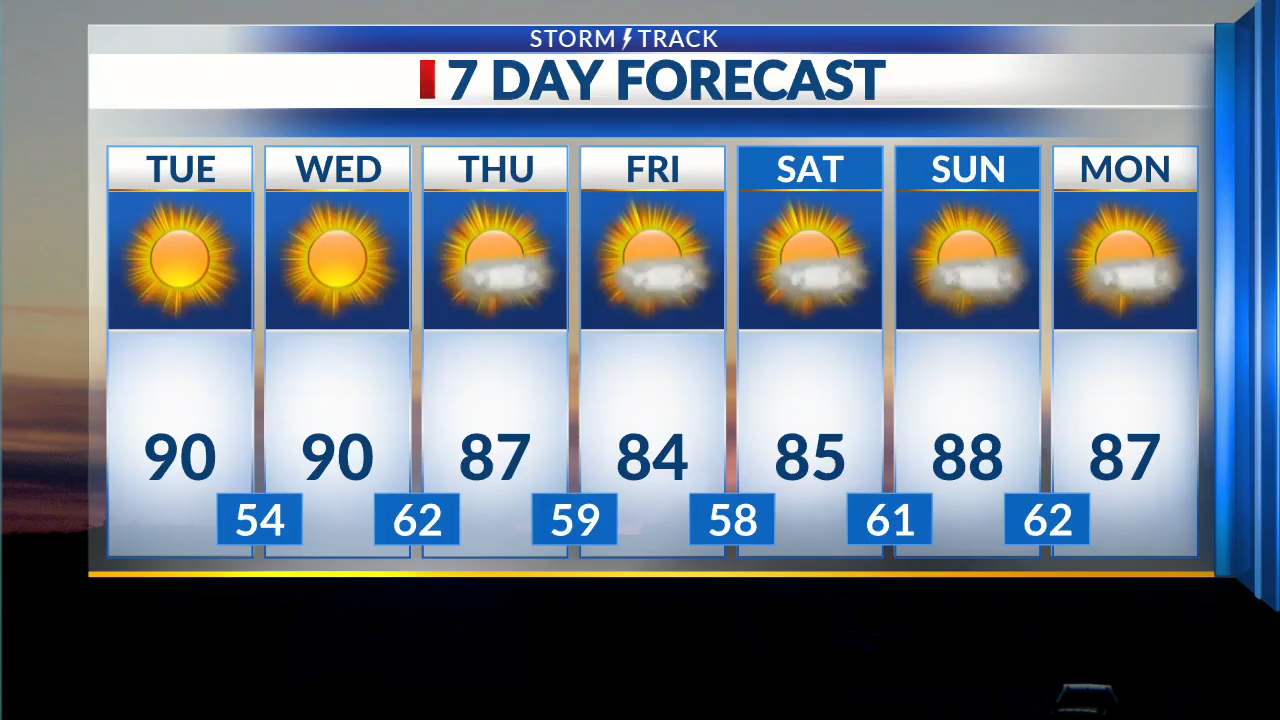 STORM TRACK
7 DAY FORECAST
TUE WED THU FRI SAT SUN MON
90 90 87 84 85 88 87
54 62 59 58 61 62